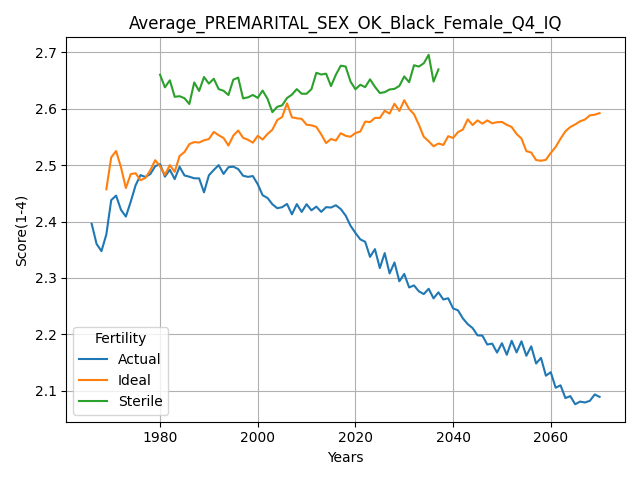 Average_PREMARITAL_SEX_OK_Black_Female_Q4_IQ
2.7
2.6
2.5
2.4
2.3
2.2
2.1
Score(1-4)
Fertility
Actual
Ideal
Sterile
1980
2000
2020
2040
2060
Years